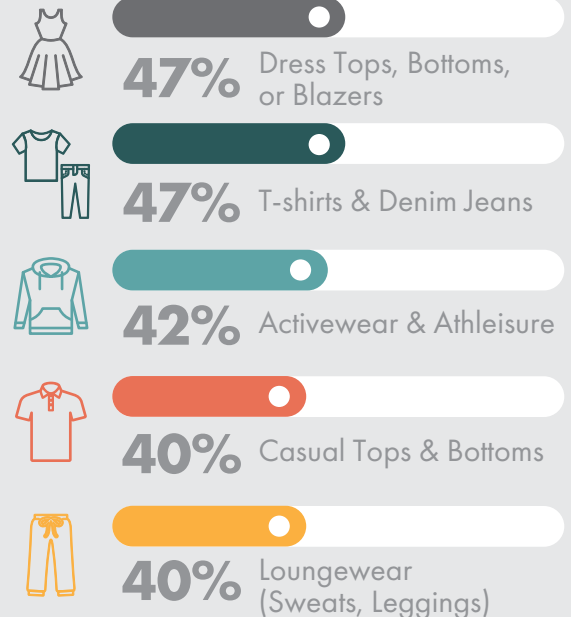 47% Dress Tops, Bottoms,
or Blazers
47% T-shirts & Denim Jeans
42% Activewear & Athleisure
40% Casual Tops & Bottoms
40% Loungewear
(Sweats, Leggings)